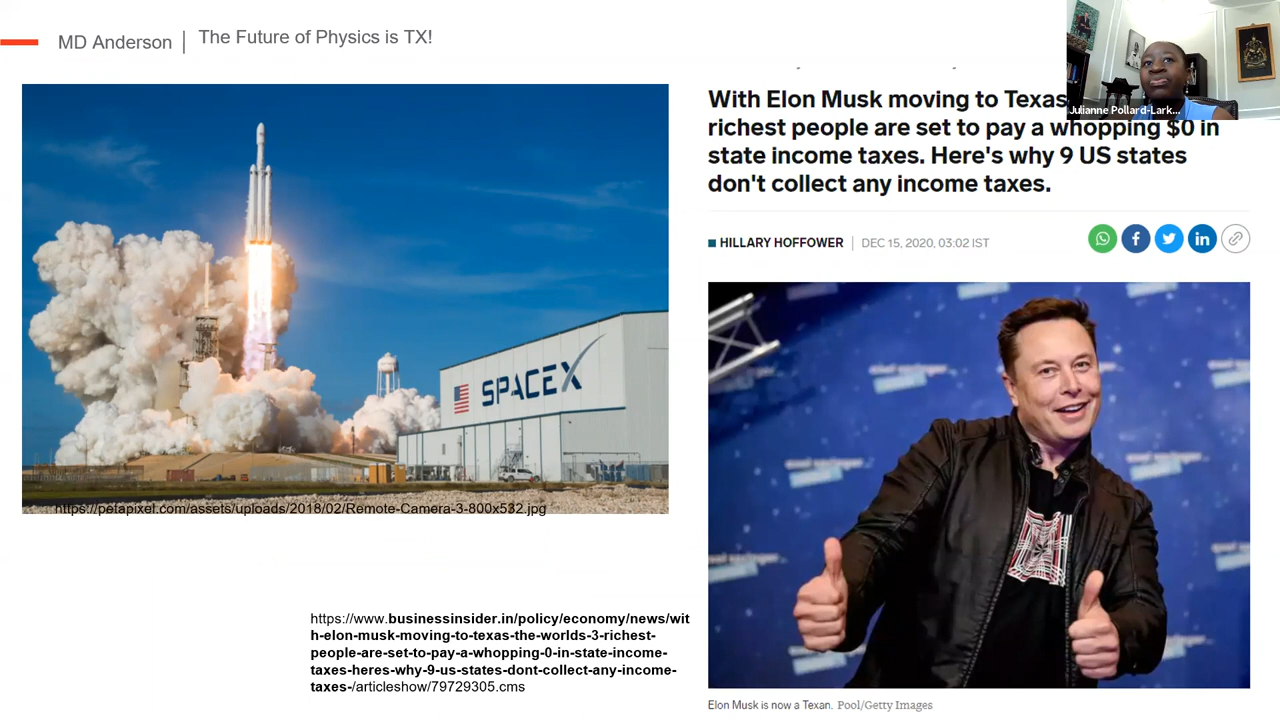 MD Anderson | The Future of Physics is TX!
Julianne Pollard-Lark...
With Elon Musk moving to Texas
richest people are set to pay a whopping $0 in
state income taxes. Here's why 9 US states
don't collect any income taxes.
HILLARY HOFFOWER | DEC 15, 2020, 03:02 IST
SPACEX
https://petapixel.com/assets/uploads/2018/02/Remote-Camera-3-800x532.jpg
https://www.businessinsider.in/policy/economy/news/wit
h-elon-musk-moving-to-texas-the-worlds-3-richest-
people-are-set-to-pay-a-whopping-0-in-state-income-
taxes-heres-why-9-us-states-dont-collect-any-income-
taxes-/articleshow/79729305.cms
Elon Musk is now a Texan. Pool/Getty Images